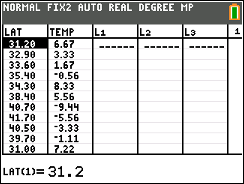 NORMAL FIX2 AUTO REAL DEGREE MP
LAT TEMP L1 L2 L3 1
31.20 6.67 ------ ------ ------
32.90 3.33
33.60 1.67
35.40 -0.56
34.30 8.33
38.40 5.56
40.70 -9.44
41.70 -5.56
40.50 -3.33
39.70 -1.11
31.00 7.22
LAT(1)=31.2